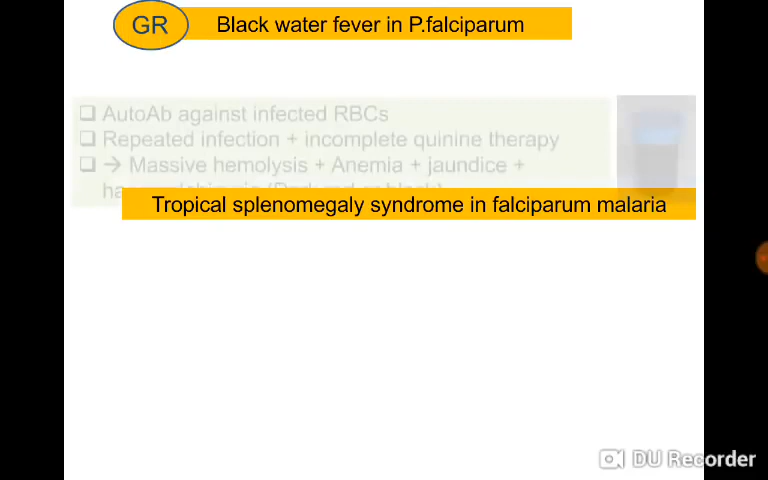 GR
Black water fever in P.falciparum
❑ AutoAb against infected RBCs
❑ Repeated infection + incomplete quinine therapy
❑ → Massive hemolysis + Anemia + jaundice +
Tropical splenomegaly syndrome in falciparum malaria
DU Recorder